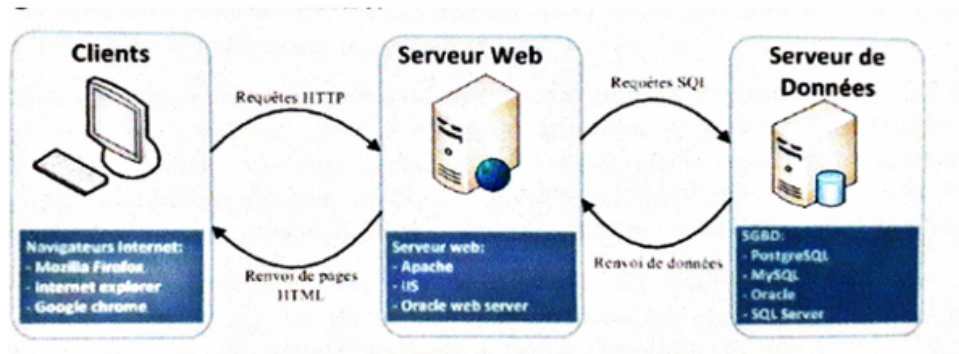 Clients
Requêtes HTTP
Renvoi de pages
HTML
Navigateurs Internet:
- Mozilla Firefox
- Internet explorer
- Google chrome
Serveur Web
Serveur web:
- Apache
- IIS
- Oracle web server
Requêtes SQL
Renvoi de données
Serveur de
Données
SGBD:
- PostgreSQL
- MySQL
- Oracle
- SQL Server